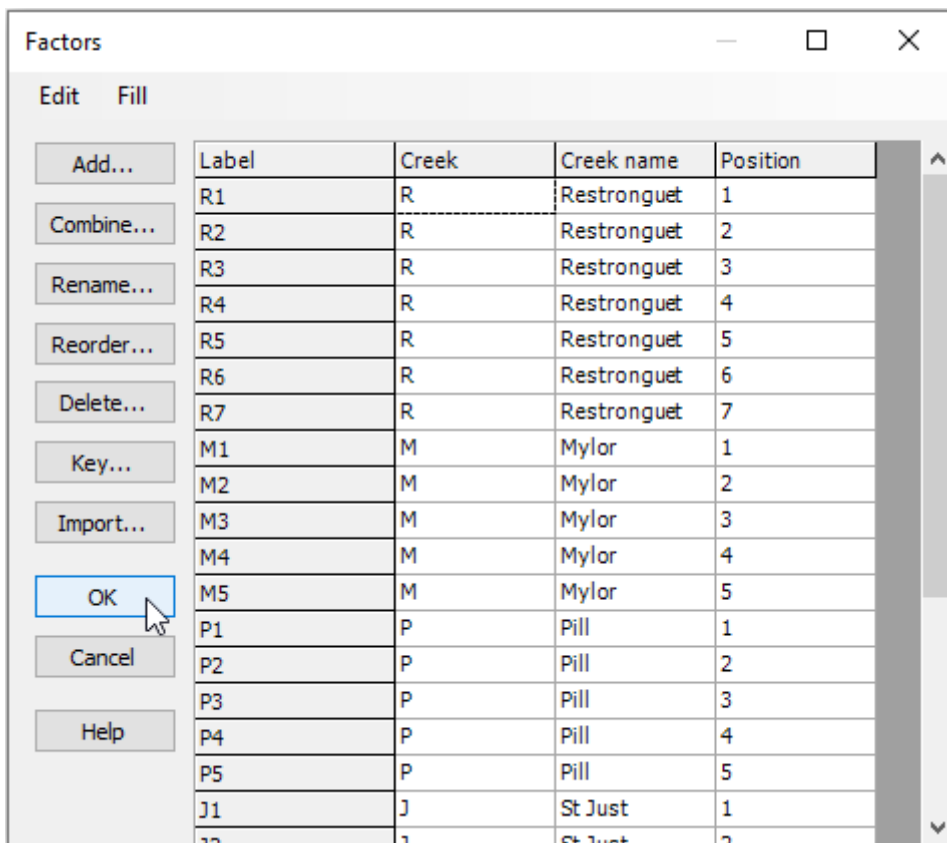 Factors
Edit Fill
Add...
Combine...
Rename...
Reorder...
Delete...
Key...
Import...
OK
Cancel
Help
Label Creek Creek name Position
R1 R Restronguet 1
R2 R Restronguet 2
R3 R Restronguet 3
R4 R Restronguet 4
R5 R Restronguet 5
R6 R Restronguet 6
R7 R Restronguet 7
M1 M Mylor 1
M2 M Mylor 2
M3 M Mylor 3
M4 M Mylor 4
M5 M Mylor 5
P1 P Pill 1
P2 P Pill 2
P3 P Pill 3
P4 P Pill 4
P5 P Pill 5
J1 J St Just 1